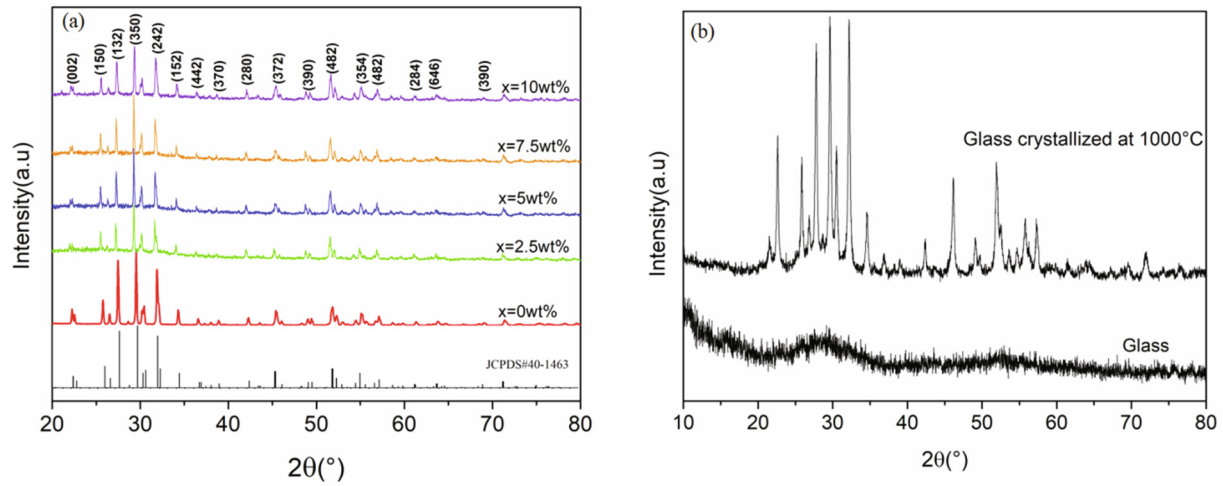 (a)
(002)
(150)
(132)
(350)
(242)
(152)
(442)
(370)
(280)
(372)
(390)
(482)
(354)
(482)
(284)
(646)
(390)
x=10wt%
x=7.5wt%
x=5wt%
x=2.5wt%
x=0wt%
JCPDS#40-1463
Intensity(a.u)
20 30 40 50 60 70 80
2θ(°)
(b)
Glass crystallized at 1000°C
Glass
Intensity(a.u)
10 20 30 40 50 60 70 80
2θ(°)